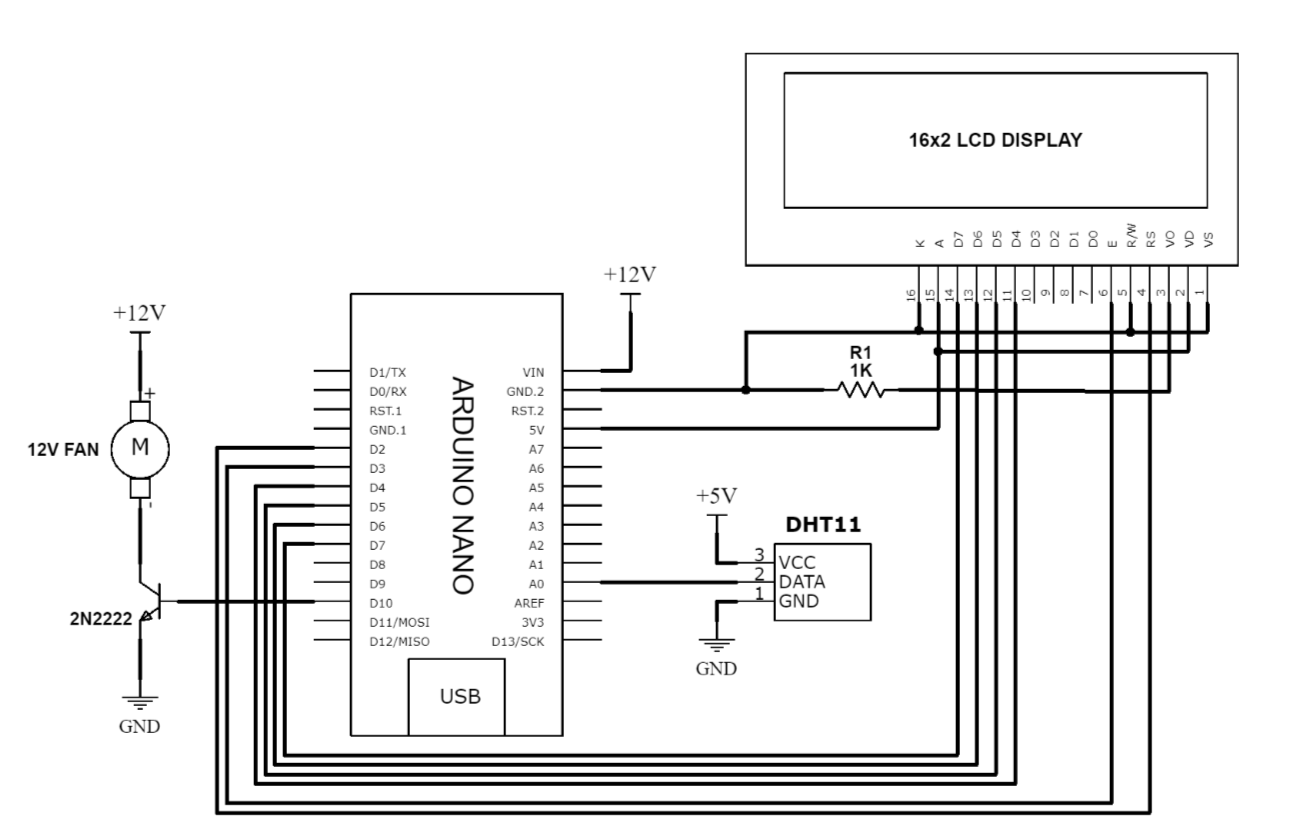 16x2 LCD DISPLAY
K A D7 D6 D5 D4 D3 D2 D1 D0 E R/W RS VO VD VS
16 15 14 13 12 11 10 9 8 7 6 5 4 3 2 1
+12V
+12V
R1
1K
+
12V FAN
M
-
2N2222
GND
ARDUINO NANO
D1/TX
D0/RX
RST.1
GND.1
D2
D3
D4
D5
D6
D7
D8
D9
D10
D11/MOSI
D12/MISO
VIN
GND.2
RST.2
5V
A7
A6
A5
A4
A3
A2
A1
A0
AREF
3V3
D13/SCK
USB
+5V
DHT11
3 VCC
2 DATA
1 GND
GND